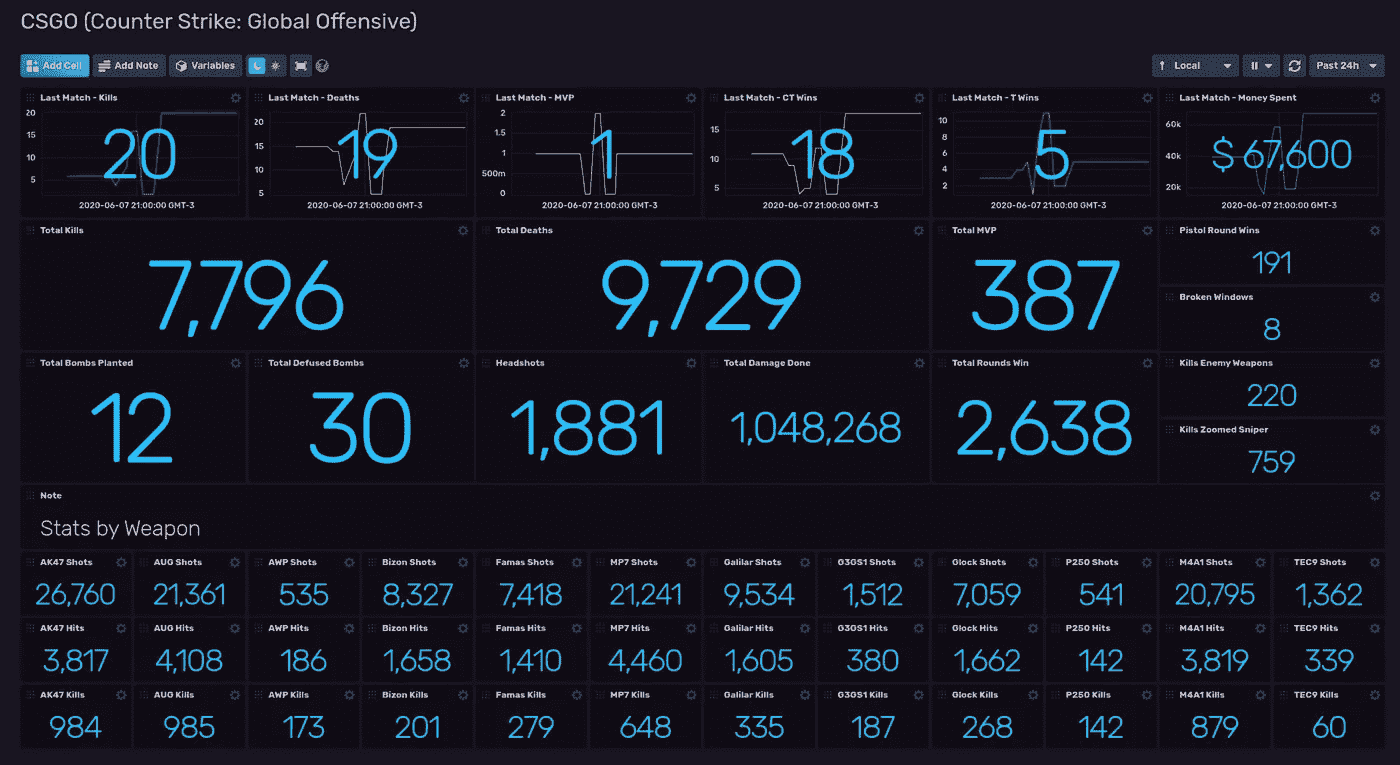 CSGO (Counter Strike: Global Offensive)
Add Cell Add Note Variables Local Past 24h
Last Match - Kills Last Match - Deaths Last Match - MVP Last Match - CT Wins Last Match - T Wins Last Match - Money Spent
20 15 10 5 20
20 15 10 5 19
2 1.5 1 500m 0 1
15 10 5 18
10 8 6 4 2 5
60k 40k 20k $ 67,600
2020-06-07 21:00:00 GMT-3 2020-06-07 21:00:00 GMT-3 2020-06-07 21:00:00 GMT-3 2020-06-07 21:00:00 GMT-3 2020-06-07 21:00:00 GMT-3 2020-06-07 21:00:00 GMT-3
Total Kills Total Deaths Total MVP Pistol Round Wins
7,796 9,729 387 191
Broken Windows
8
Total Bombs Planted Total Defused Bombs Headshots Total Damage Done Total Rounds Win Kills Enemy Weapons
12 30 1,881 1,048,268 2,638 220
Kills Zoomed Sniper
759
Note
Stats by Weapon
AK47 Shots AUG Shots AWP Shots Bizon Shots Famas Shots MP7 Shots Galilar Shots G3GS1 Shots Glock Shots P250 Shots M4A1 Shots TEC9 Shots
26,760 21,361 535 8,327 7,418 21,241 9,534 1,512 7,059 541 20,795 1,362
AK47 Hits AUG Hits AWP Hits Bizon Hits Famas Hits MP7 Hits Galilar Hits G3GS1 Hits Glock Hits P250 Hits M4A1 Hits TEC9 Hits
3,817 4,108 186 1,658 1,410 4,460 1,605 380 1,662 142 3,819 339
AK47 Kills AUG Kills AWP Kills Bizon Kills Famas Kills MP7 Kills Galilar Kills G3GS1 Kills Glock Kills P250 Kills M4A1 Kills TEC9 Kills
984 985 173 201 279 648 335 187 268 142 879 60